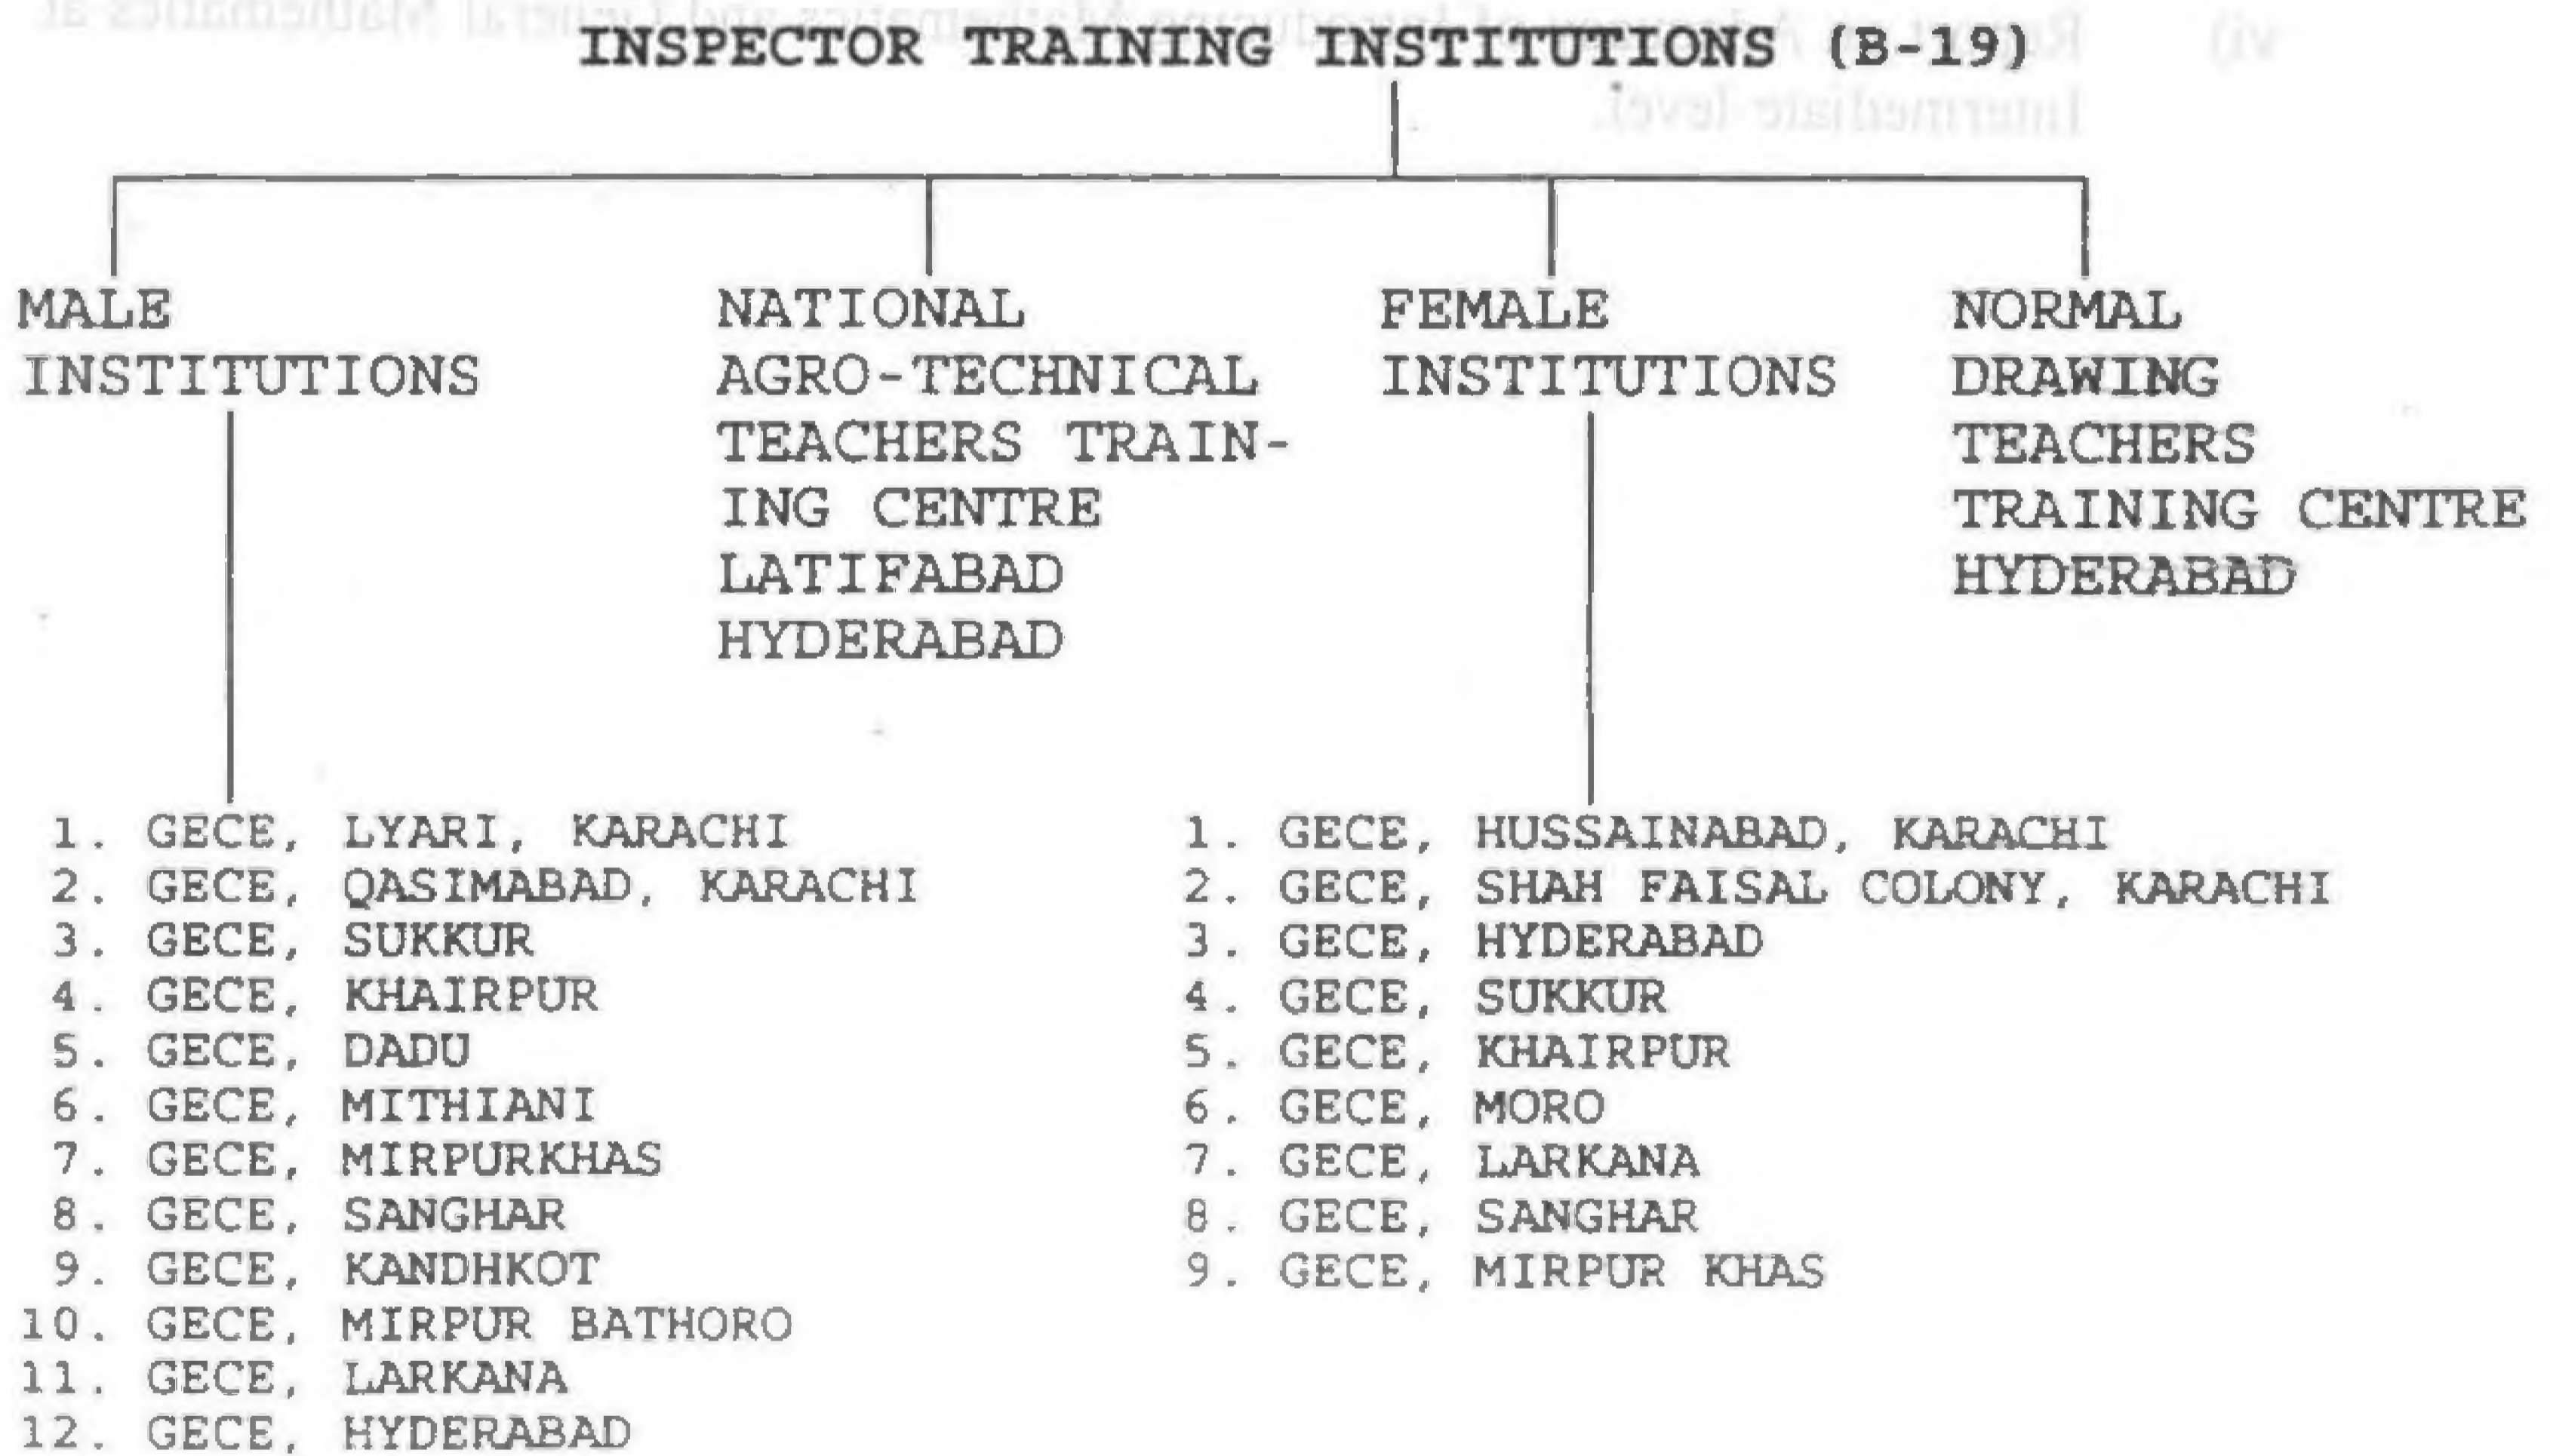 INSPECTOR TRAINING INSTITUTIONS (B-19)
MALE
INSTITUTIONS
NATIONAL
AGRO-TECHNICAL
TEACHERS TRAIN-
ING CENTRE
LATIFABAD
HYDERABAD
FEMALE
INSTITUTIONS
NORMAL
DRAWING
TEACHERS
TRAINING CENTRE
HYDERABAD
1. GECE, LYARI, KARACHI
2. GECE, QASIMABAD, KARACHI
3. GECE, SUKKUR
4. GECE, KHAIRPUR
5. GECE, DADU
6. GECE, MITHIANI
7. GECE, MIRPURKHAS
8. GECE, SANGHAR
9. GECE, KANDHKOT
10. GECE, MIRPUR BATHORO
11. GECE, LARKANA
12. GECE, HYDERABAD
1. GECE, HUSSAINABAD, KARACHI
2. GECE, SHAH FAISAL COLONY, KARACHI
3. GECE, HYDERABAD
4. GECE, SUKKUR
5. GECE, KHAIRPUR
6. GECE, MORO
7. GECE, LARKANA
8. GECE, SANGHAR
9. GECE, MIRPUR KHAS